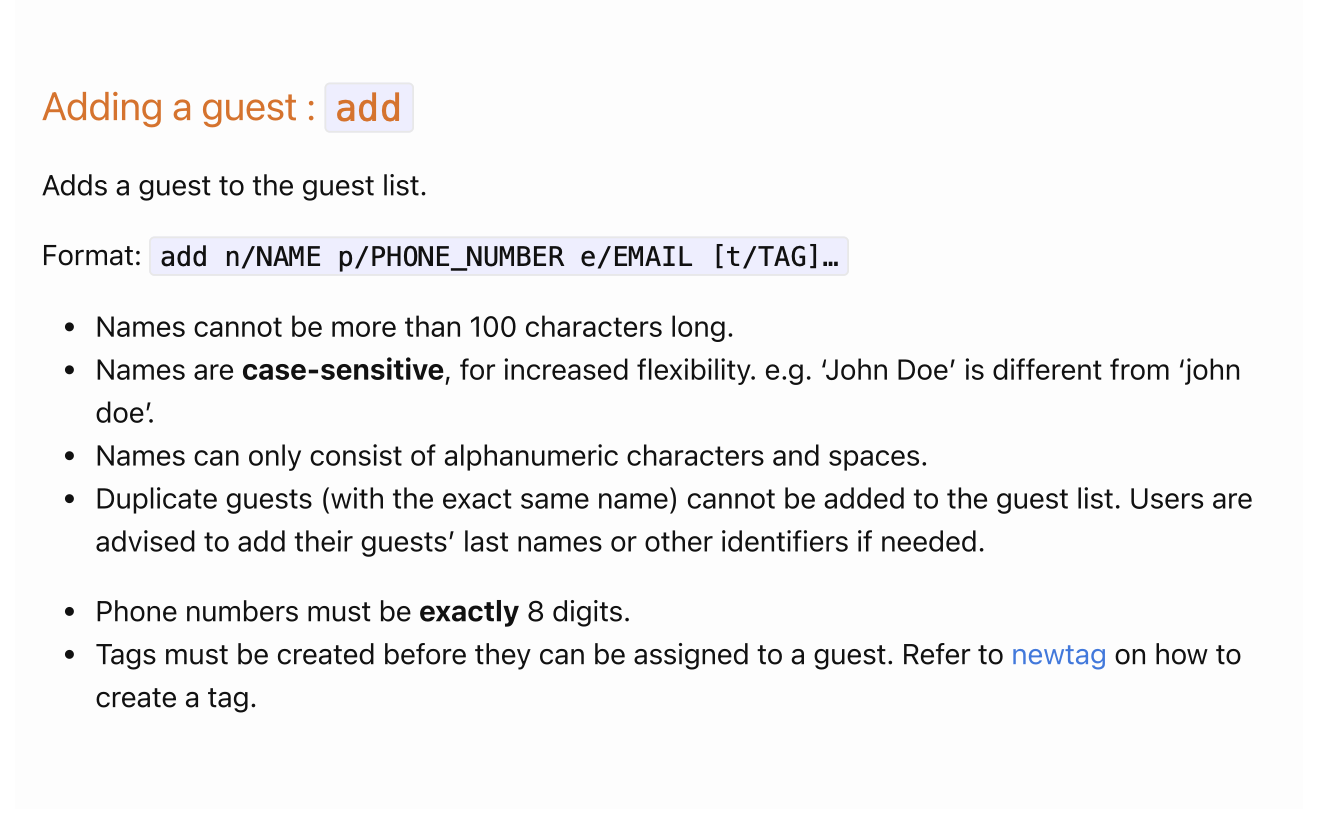 Adding a guest : add
Adds a guest to the guest list.
Format: add n/NAME p/PHONE_NUMBER e/EMAIL [t/TAG]…
• Names cannot be more than 100 characters long.
• Names are case-sensitive, for increased flexibility. e.g. ‘John Doe’ is different from ‘john
doe’.
• Names can only consist of alphanumeric characters and spaces.
• Duplicate guests (with the exact same name) cannot be added to the guest list. Users are
advised to add their guests’ last names or other identifiers if needed.
• Phone numbers must be exactly 8 digits.
• Tags must be created before they can be assigned to a guest. Refer to newtag on how to
create a tag.